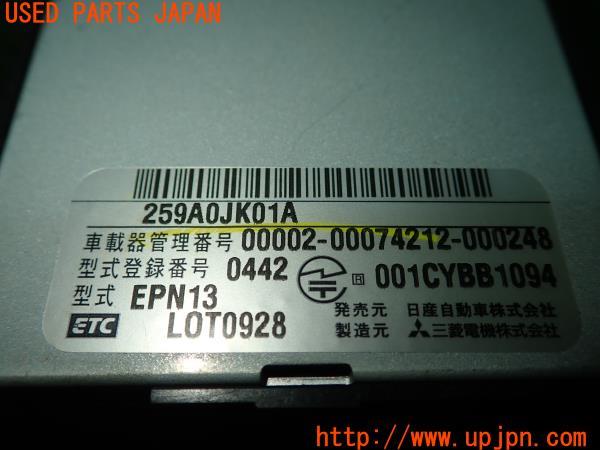 USED PARTS JAPAN
259A0JK01A
車載器管理番号 00002-00074212-000248
型式登録番号 0442 R 001CYBB1094
型式 EPN13
ETC LOT0928
発売元 日産自動車株式会社
製造元 三菱電機株式会社
http://www.upjpn.com/